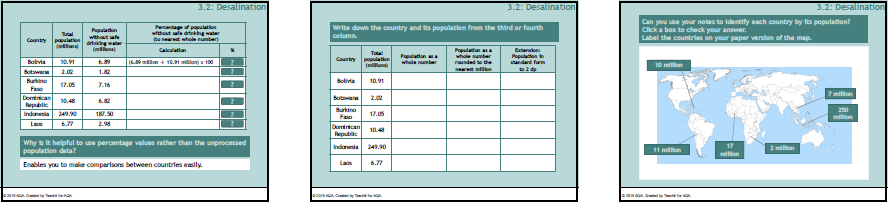 3.2: Desalination
Country
Total population (millions)
Population without safe drinking water (millions)
Percentage of population without safe drinking water (to nearest whole number)
Calculation
%
Bolivia 10.91 6.89 (6.89 million ÷ 10.91 million) x 100 ?
Botswana 2.02 1.82 ?
Burkino Faso 17.05 7.16 ?
Dominican Republic 10.48 6.82 ?
Indonesia 249.90 187.50 ?
Laos 6.77 2.98 ?
Why is it helpful to use percentage values rather than the unprocessed
population data?
Enables you to make comparisons between countries easily.
© 2015 AQA. Created by Teachit for AQA.
3.2: Desalination
Write down the country and its population from the third or fourth
column.
Country
Total population (millions)
Population as a whole number
Population as a whole number rounded to the nearest million
Extension: Population in standard form to 2 dp
Bolivia 10.91
Botswana 2.02
Burkino Faso 17.05
Dominican Republic 10.48
Indonesia 249.90
Laos 6.77
© 2015 AQA. Created by Teachit for AQA.
3.2: Desalination
Can you use your notes to identify each country by its population?
Click a box to check your answer.
Label the countries on your paper version of the map.
10 million
7 million
250
million
11 million
17
million
2 million
© 2015 AQA. Created by Teachit for AQA.